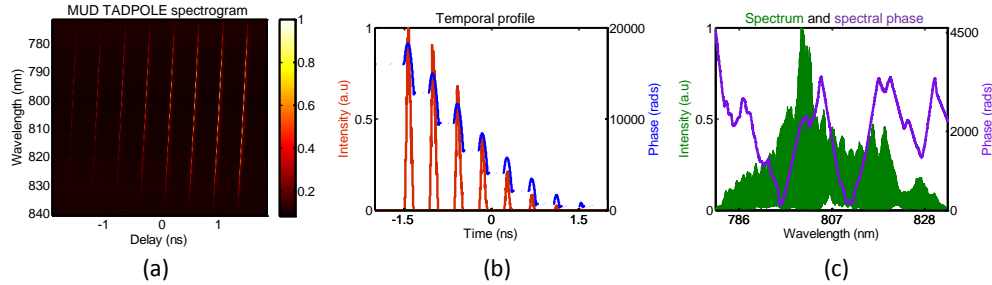 MUD TADPOLE spectrogram
Wavelength (nm)
770
780
790
800
810
820
830
840
-1 0 1
Delay (ns)
1
0.8
0.6
0.4
0.2
(a)
Temporal profile
Intensity (a.u)
1
0.5
0
-1.5 0 1.5
Time (ns)
20000
10000
0
Phase (rads)
(b)
Spectrum and spectral phase
Intensity (a.u)
1
0.5
0
786 807 828
Wavelength (nm)
4500
2000
0
Phase (rads)
(c)